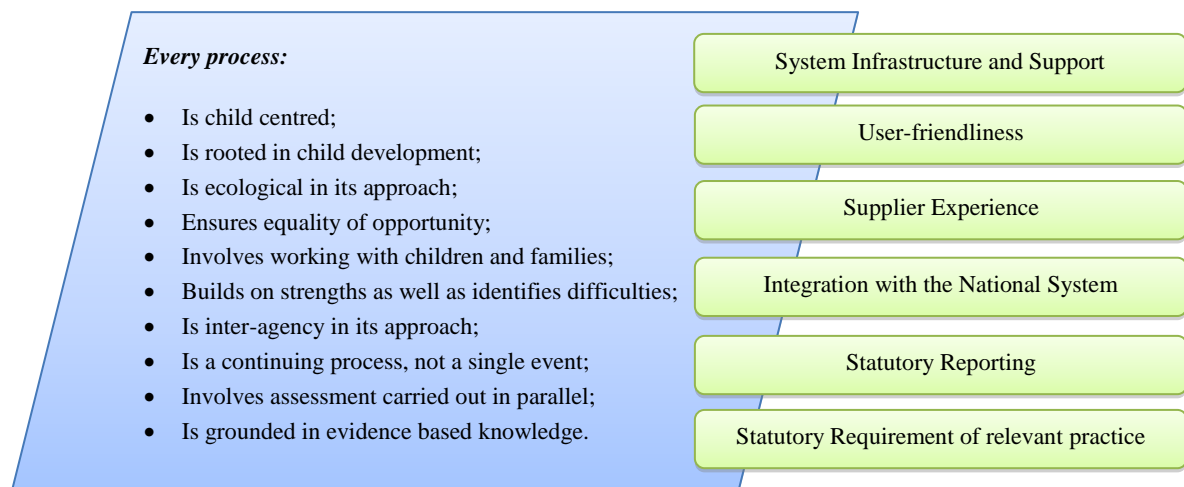 Every process:
• Is child centred;
• Is rooted in child development;
• Is ecological in its approach;
• Ensures equality of opportunity;
• Involves working with children and families;
• Builds on strengths as well as identifies difficulties;
• Is inter-agency in its approach;
• Is a continuing process, not a single event;
• Involves assessment carried out in parallel;
• Is grounded in evidence based knowledge.
System Infrastructure and Support
User-friendliness
Supplier Experience
Integration with the National System
Statutory Reporting
Statutory Requirement of relevant practice